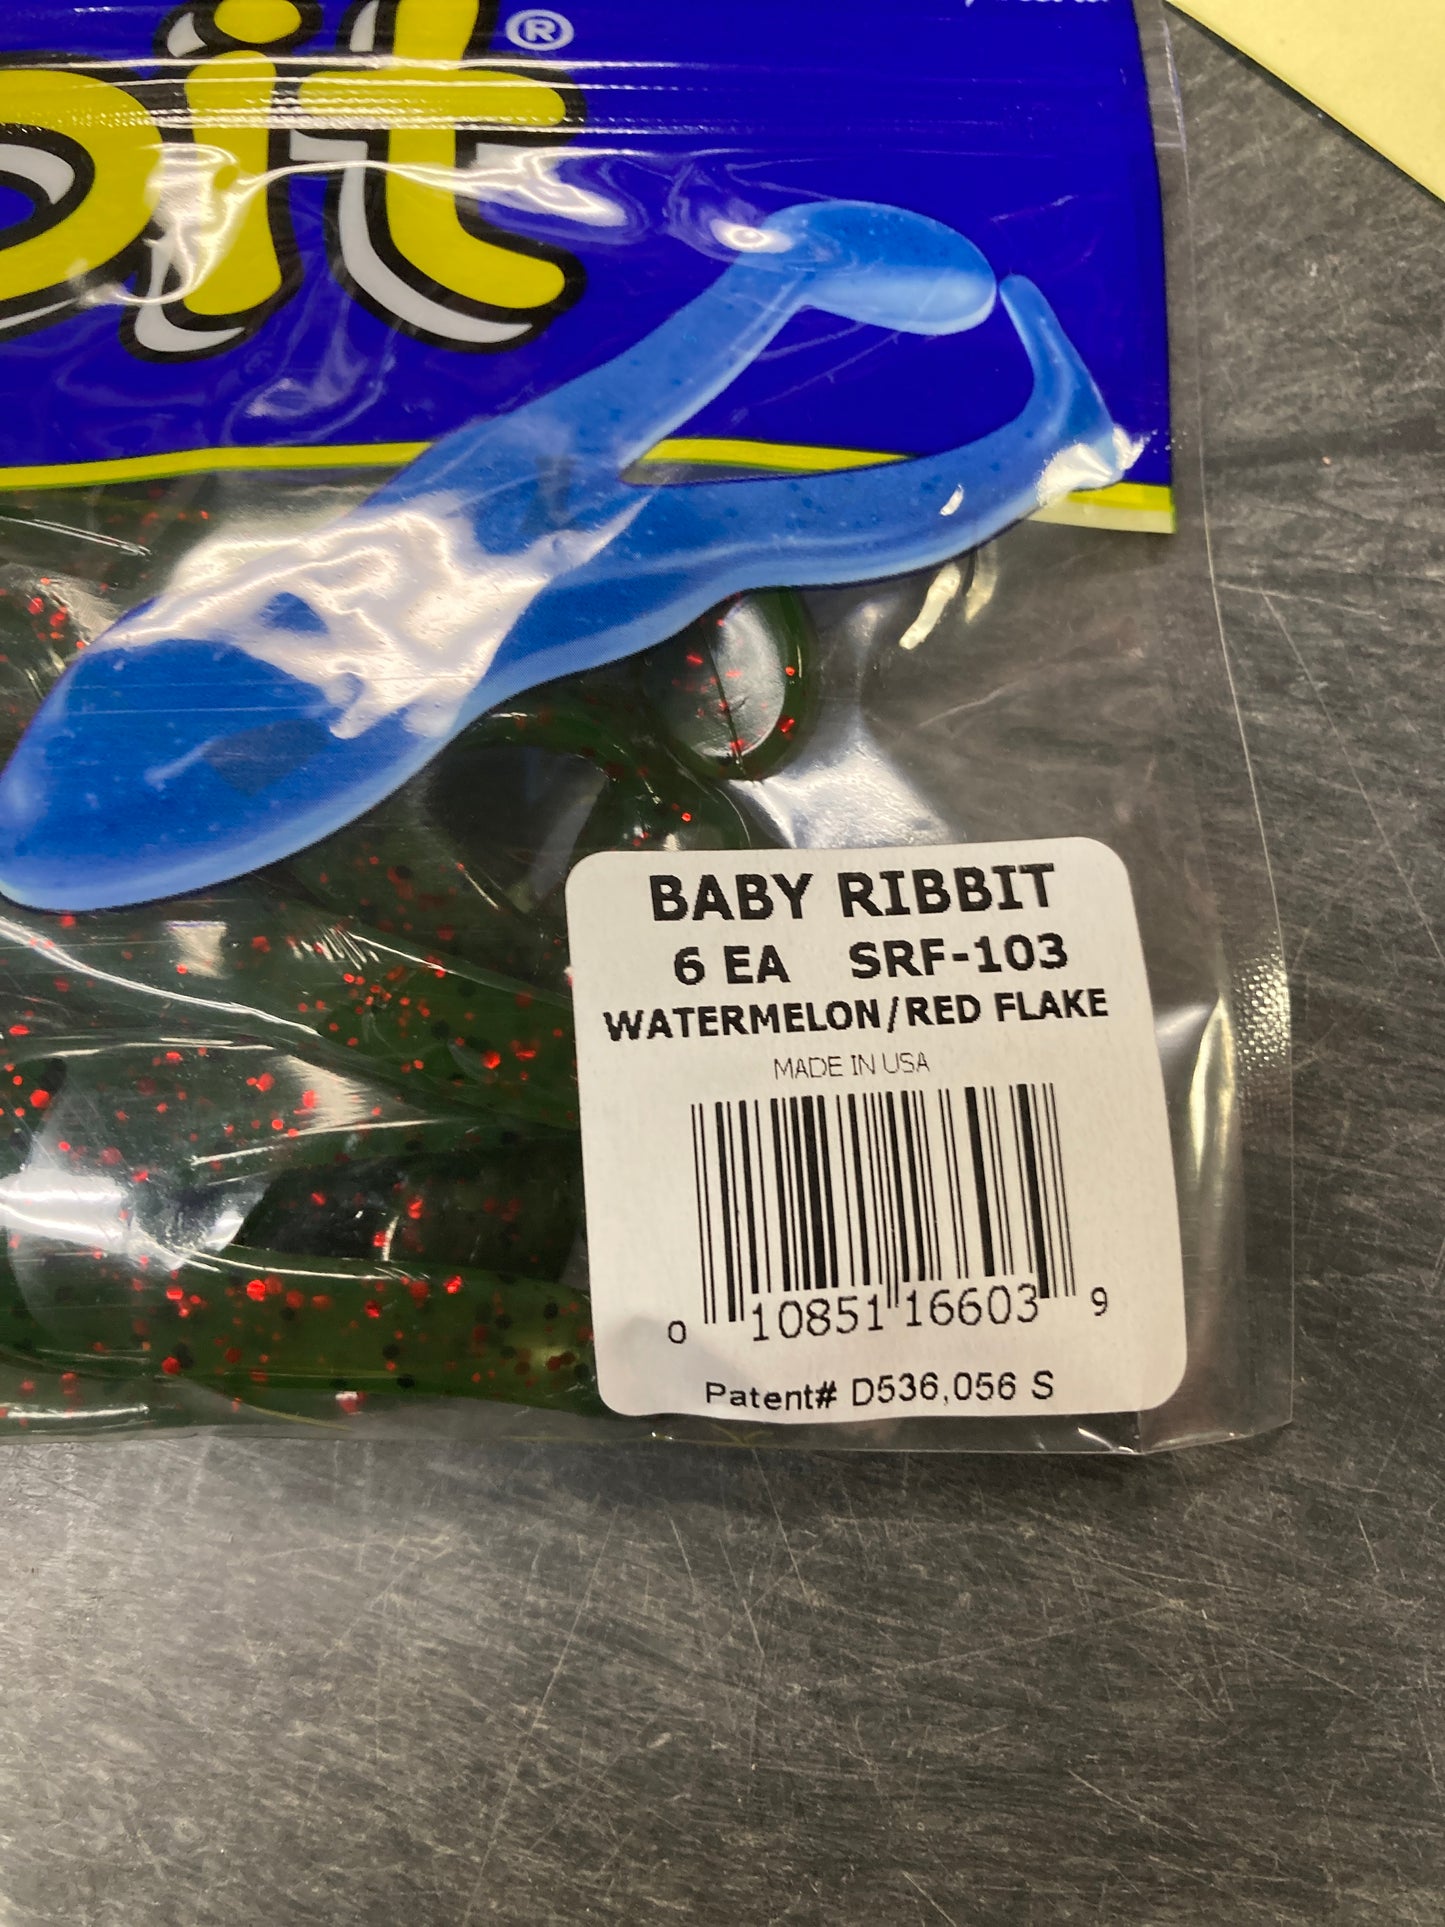 bit®
BABY RIBBIT
6 EA SRF-103
WATERMELON/RED FLAKE
MADE IN USA
0 10851 16603 9
Patent# D536,056 S